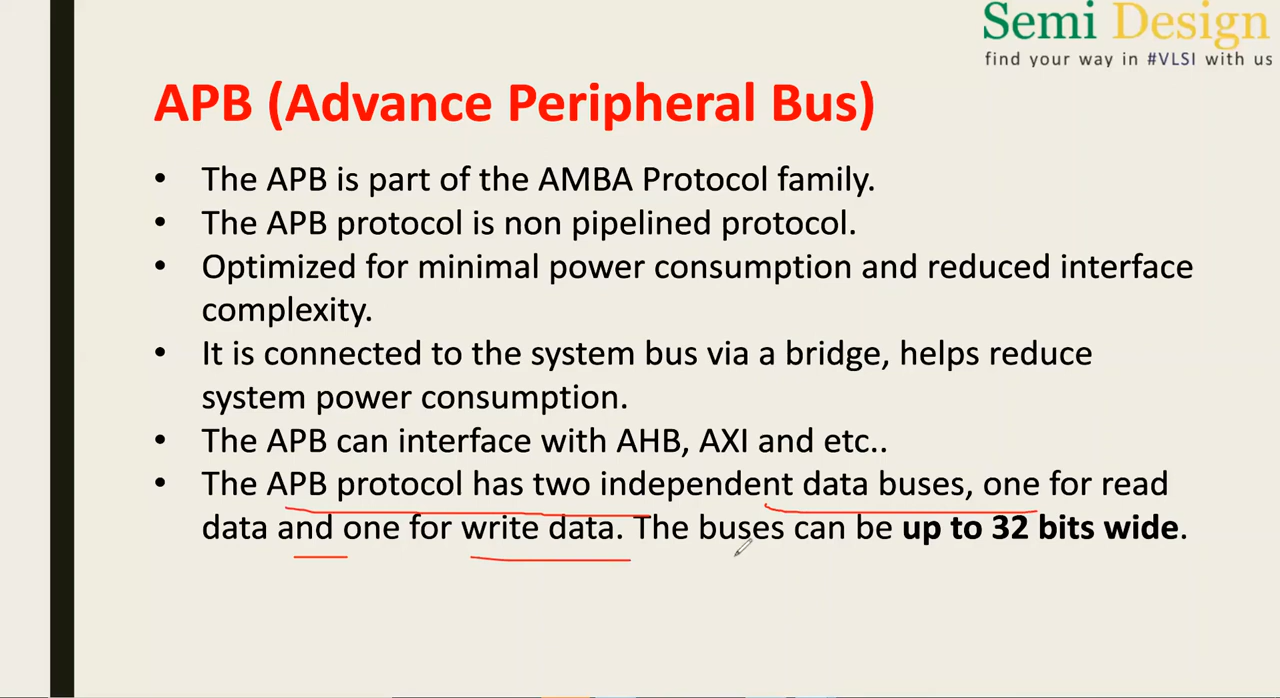 Semi Design
find your way in #VLSI with us
APB (Advance Peripheral Bus)
• The APB is part of the AMBA Protocol family.
• The APB protocol is non pipelined protocol.
• Optimized for minimal power consumption and reduced interface
complexity.
• It is connected to the system bus via a bridge, helps reduce
system power consumption.
• The APB can interface with AHB, AXI and etc..
• The APB protocol has two independent data buses, one for read
data and one for write data. The buses can be up to 32 bits wide.